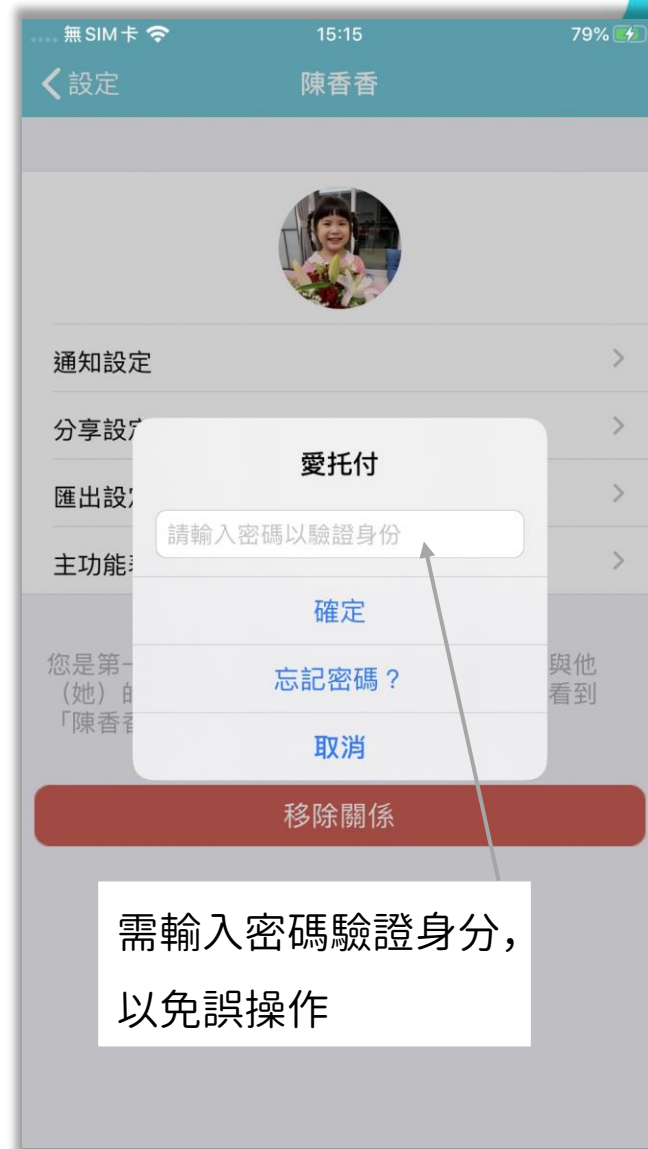 無SIM卡
15:15
79%
設定
陳香香
通知設定
分享設定
匯出設
主功能
愛托付
請輸入密碼以驗證身份
確定
忘記密碼？
取消
您是第一
與他
（她）的
看到
「陳香香
移除關係
需輸入密碼驗證身分，
以免誤操作